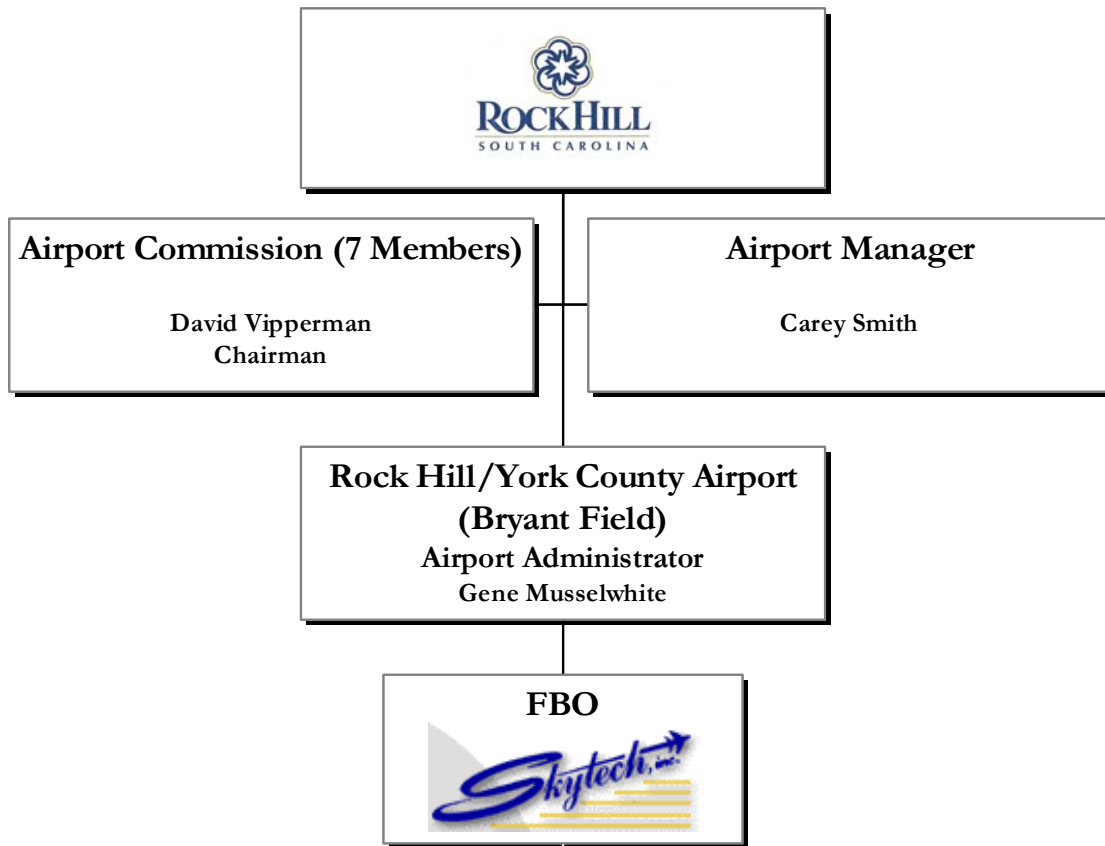 ROCK HILL
SOUTH CAROLINA
Airport Commission (7 Members)
David Vipperman
Chairman
Airport Manager
Carey Smith
Rock Hill/York County Airport
(Bryant Field)
Airport Administrator
Gene Musselwhite
FBO
Skytech, inc.